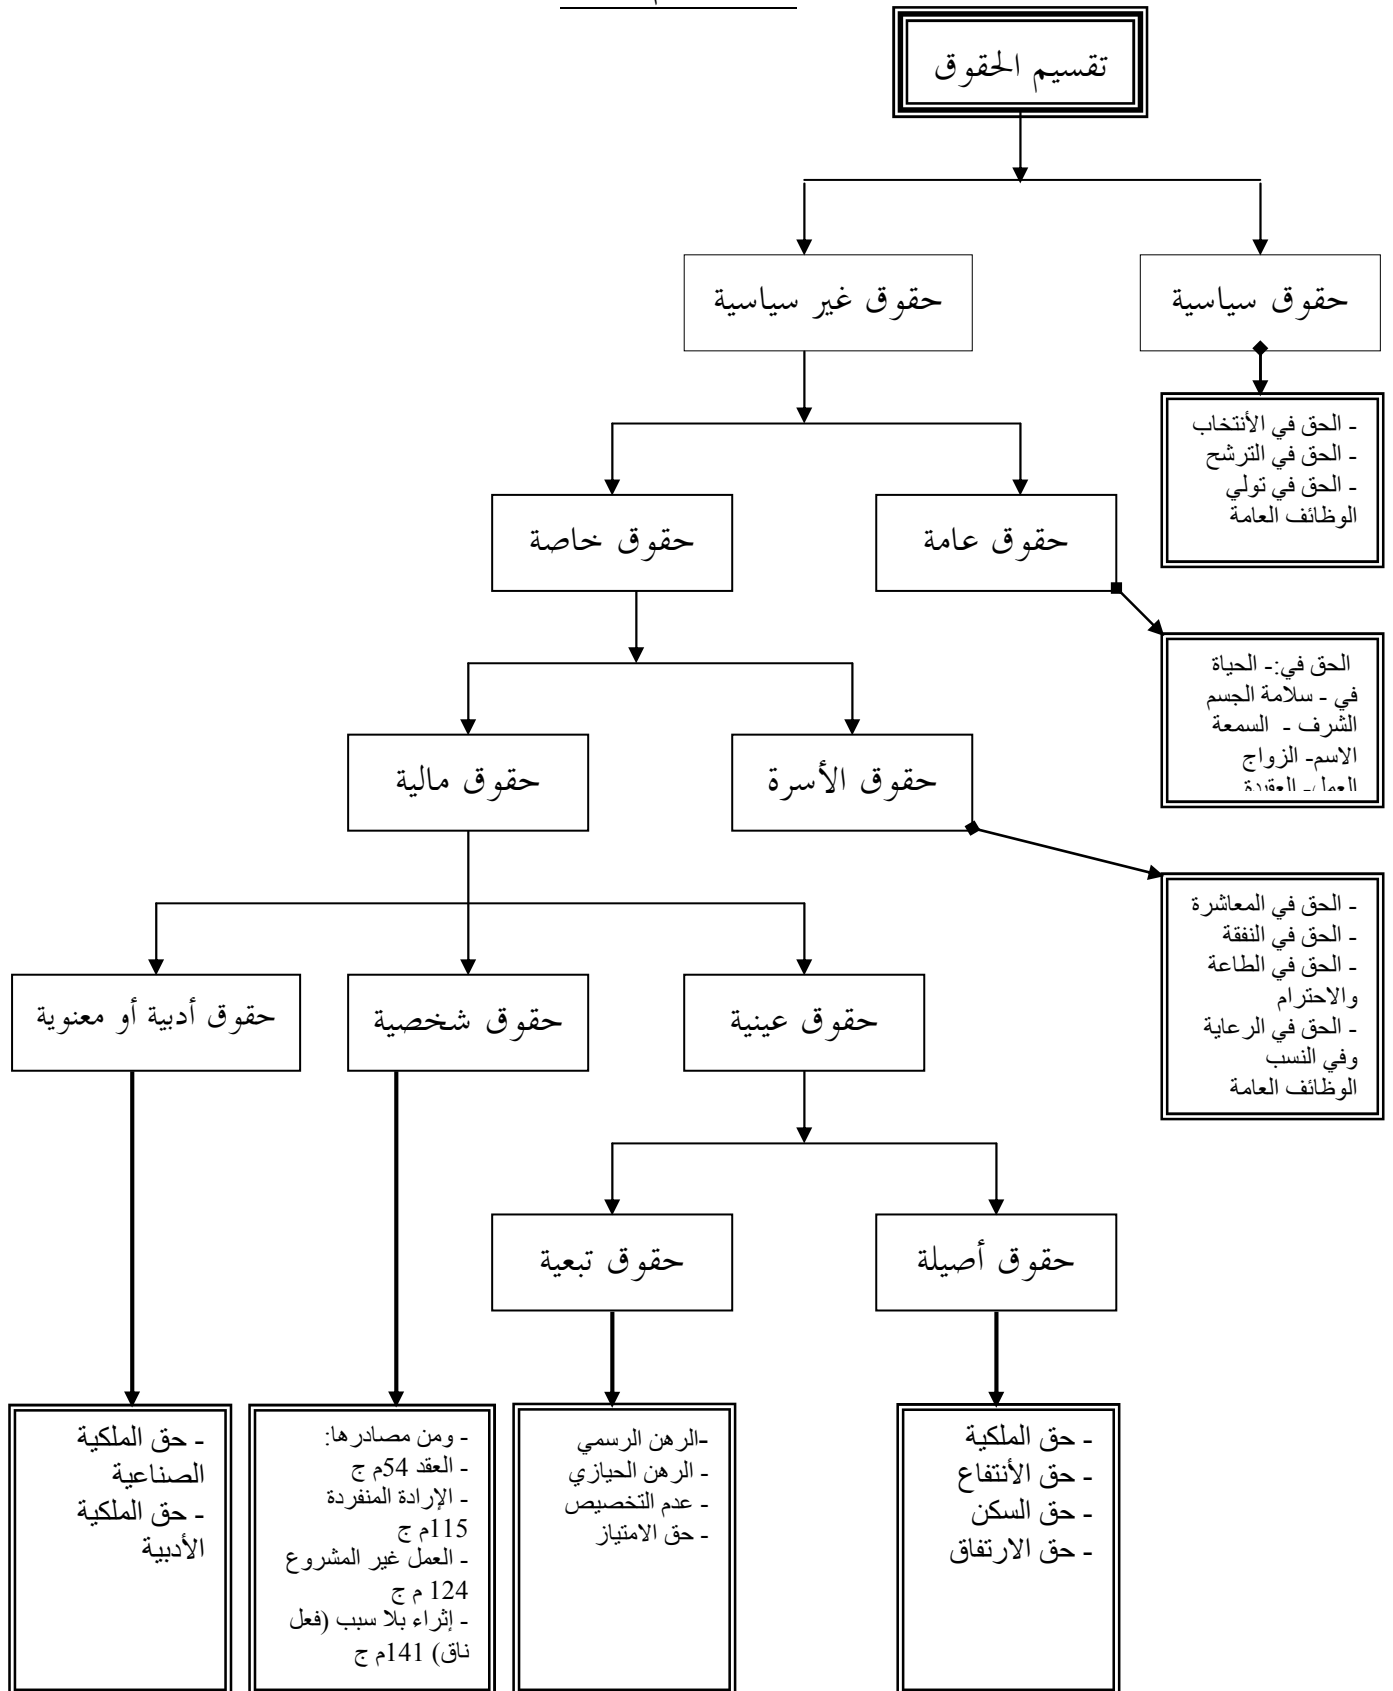 تقسيم الحقوق
حقوق سياسية
حقوق غير سياسية
- الحق في الأنتخاب
- الحق في الترشح
- الحق في تولي
الوظائف العامة
حقوق عامة
حقوق خاصة
الحق في:- الحياة
في - سلامة الجسم
الشرف - السمعة
الاسم- الزواج
العمل- العقيدة
حقوق الأسرة
حقوق مالية
- الحق في المعاشرة
- الحق في النفقة
- الحق في الطاعة
والاحترام
- الحق في الرعاية
وفي النسب
الوظائف العامة
حقوق عينية
حقوق شخصية
حقوق أدبية أو معنوية
حقوق أصيلة
حقوق تبعية
- حق الملكية
- حق الأنتفاع
- حق السكن
- حق الارتفاق
-الرهن الرسمي
- الرهن الحيازي
- عدم التخصيص
- حق الامتياز
- ومن مصادرها:
- العقد 54م ج
- الإرادة المنفردة
115م ج
- العمل غير المشروع
124 م ج
- إثراء بلا سبب (فعل
ناق) 141م ج
- حق الملكية
الصناعية
- حق الملكية
الأدبية